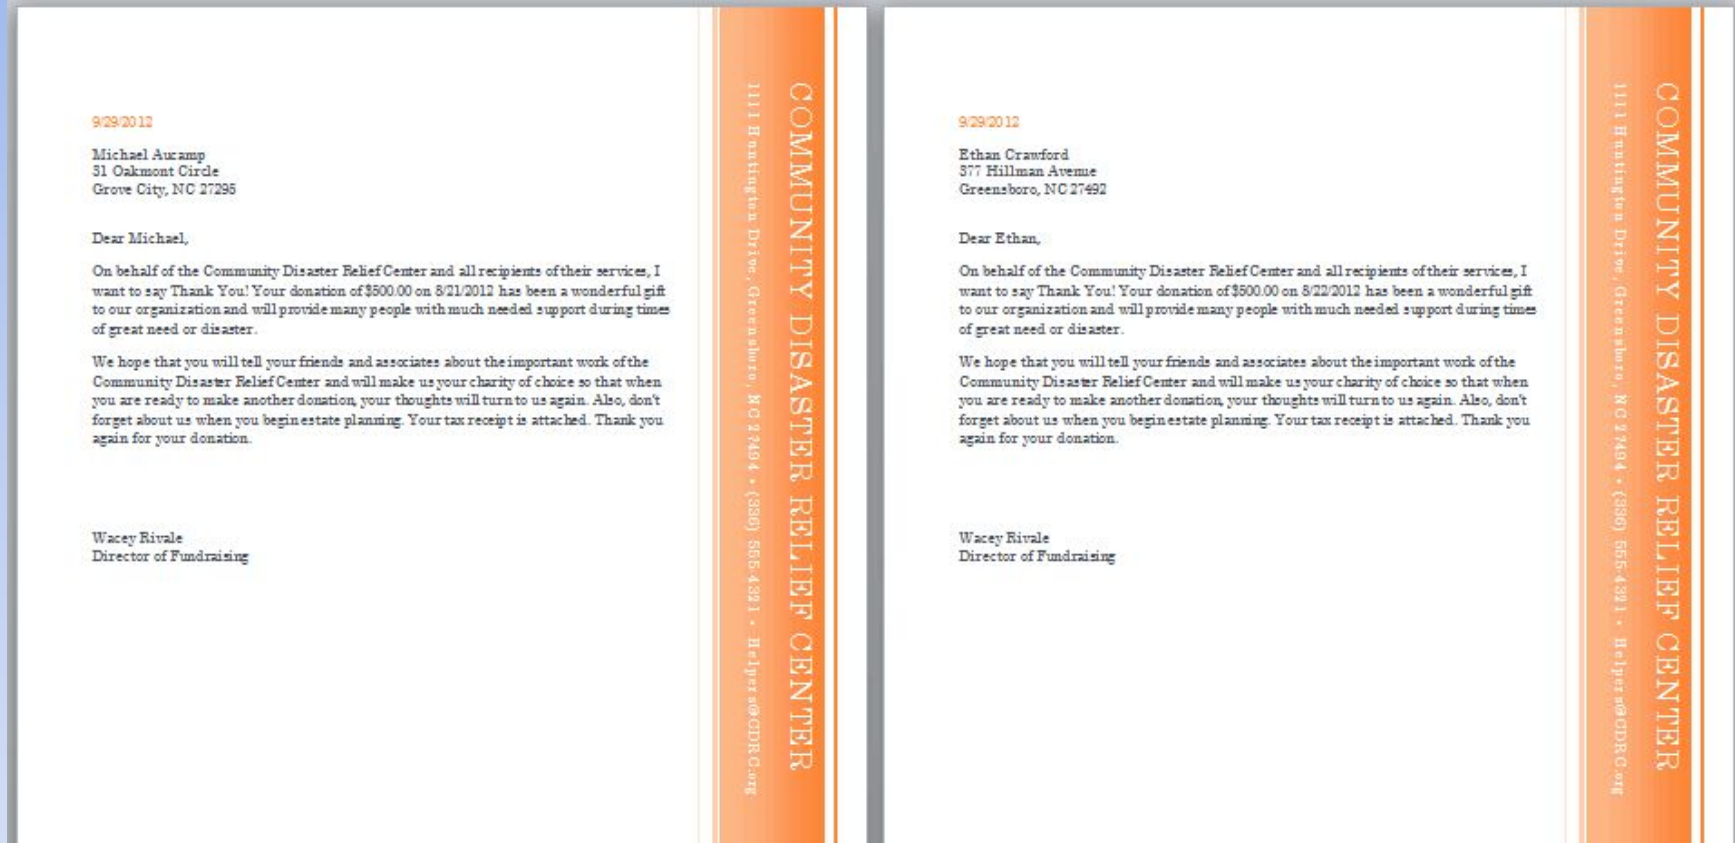 9/29/2012
Michael Aucamp
31 Oakmont Circle
Grove City, NC 27295
Dear Michael,
On behalf of the Community Disaster Relief Center and all recipients of their services, I
want to say Thank You! Your donation of $500.00 on 8/21/2012 has been a wonderful gift
to our organization and will provide many people with much needed support during times
of great need or disaster.
We hope that you will tell your friends and associates about the important work of the
Community Disaster Relief Center and will make us your charity of choice so that when
you are ready to make another donation, your thoughts will turn to us again. Also, don't
forget about us when you begin estate planning. Your tax receipt is attached. Thank you
again for your donation.
Wacey Rivale
Director of Fundraising
COMMUNITY DISASTER RELIEF CENTER
1111 Huntington Drive, Greensboro, NC 27494 • (336) 555-4321 • Helpers@CDRC.org
9/29/2012
Ethan Crawford
377 Hillman Avenue
Greensboro, NC 27492
Dear Ethan,
On behalf of the Community Disaster Relief Center and all recipients of their services, I
want to say Thank You! Your donation of $500.00 on 8/22/2012 has been a wonderful gift
to our organization and will provide many people with much needed support during times
of great need or disaster.
We hope that you will tell your friends and associates about the important work of the
Community Disaster Relief Center and will make us your charity of choice so that when
you are ready to make another donation, your thoughts will turn to us again. Also, don't
forget about us when you begin estate planning. Your tax receipt is attached. Thank you
again for your donation.
Wacey Rivale
Director of Fundraising
COMMUNITY DISASTER RELIEF CENTER
1111 Huntington Drive, Greensboro, NC 27494 • (336) 555-4321 • Helpers@CDRC.org